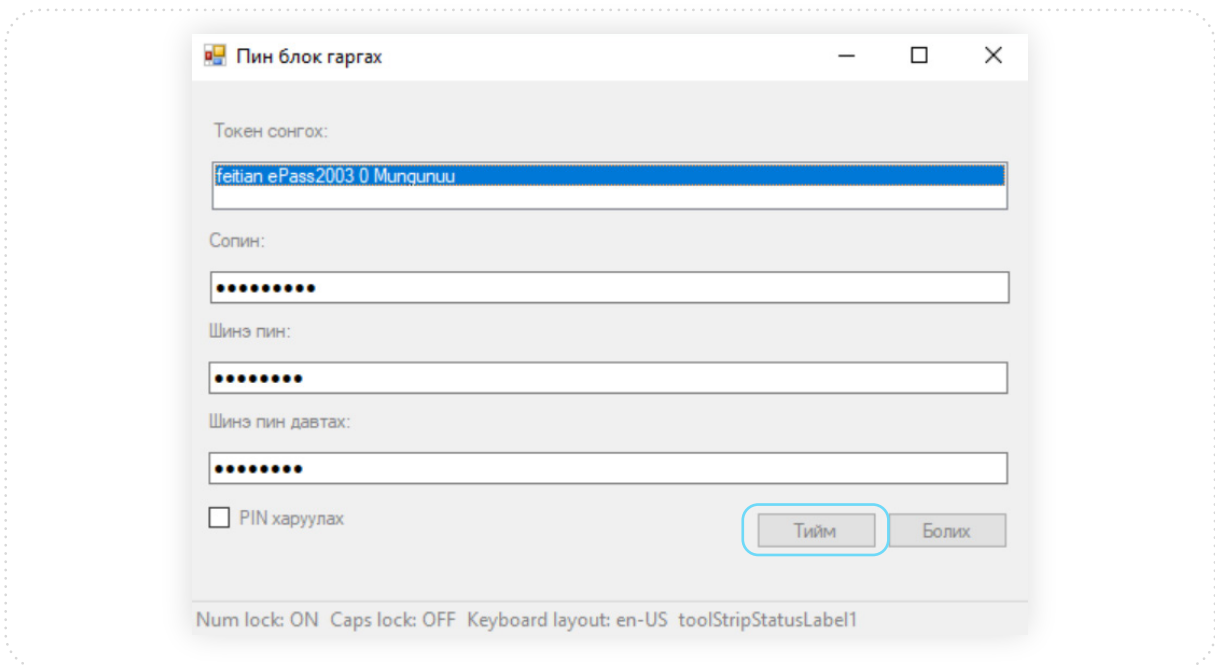 Пин блок гаргах
Токен сонгох:
feitian ePass2003 0 Mungunuu
Сопин:
•••••••••
Шинэ пин:
••••••••
Шинэ пин давтах:
••••••••
PIN харуулах
Тийм Болих
Num lock: ON Caps lock: OFF Keyboard layout: en-US toolStripStatusLabel1